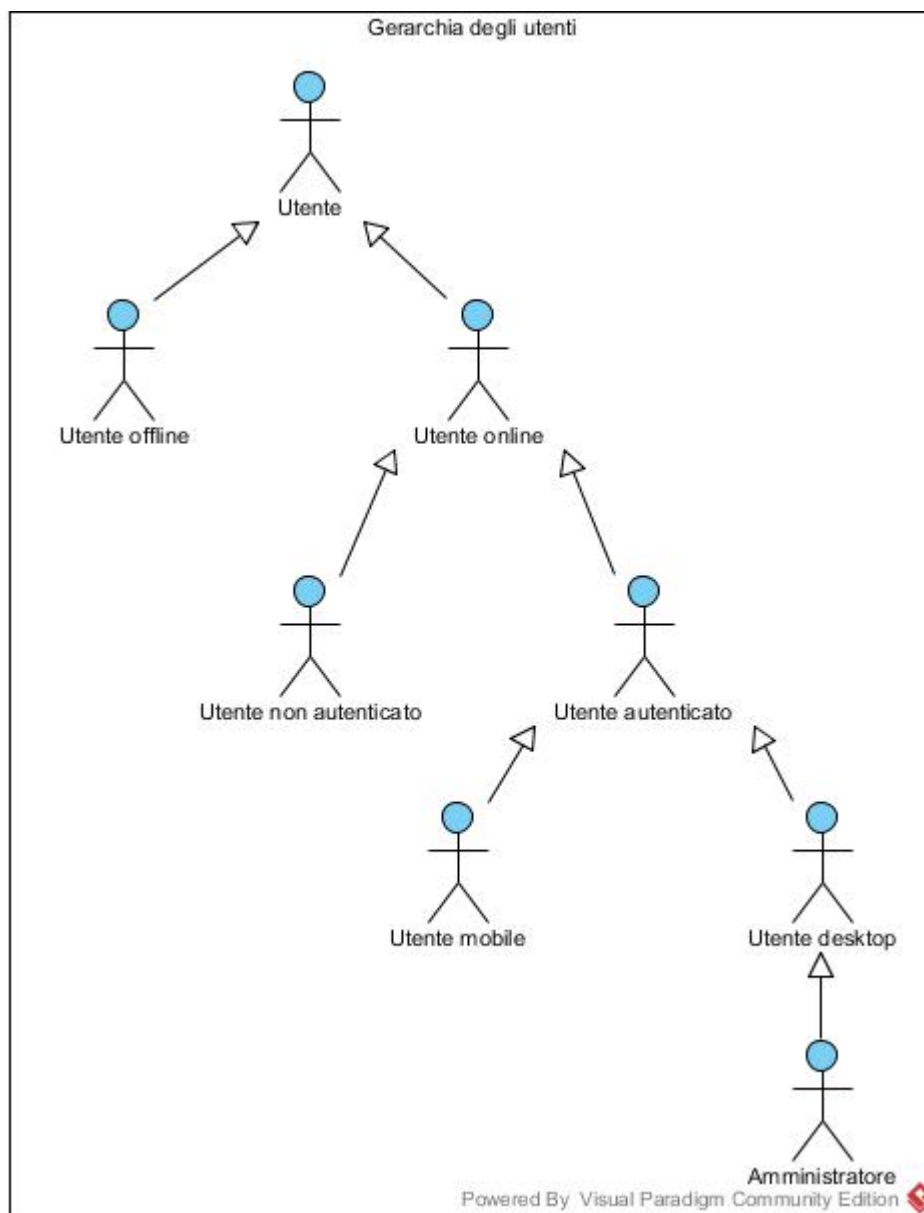 Gerarchia degli utenti
Utente
Utente offline
Utente online
Utente non autenticato
Utente autenticato
Utente mobile
Utente desktop
Amministratore
Powered By Visual Paradigm Community Edition